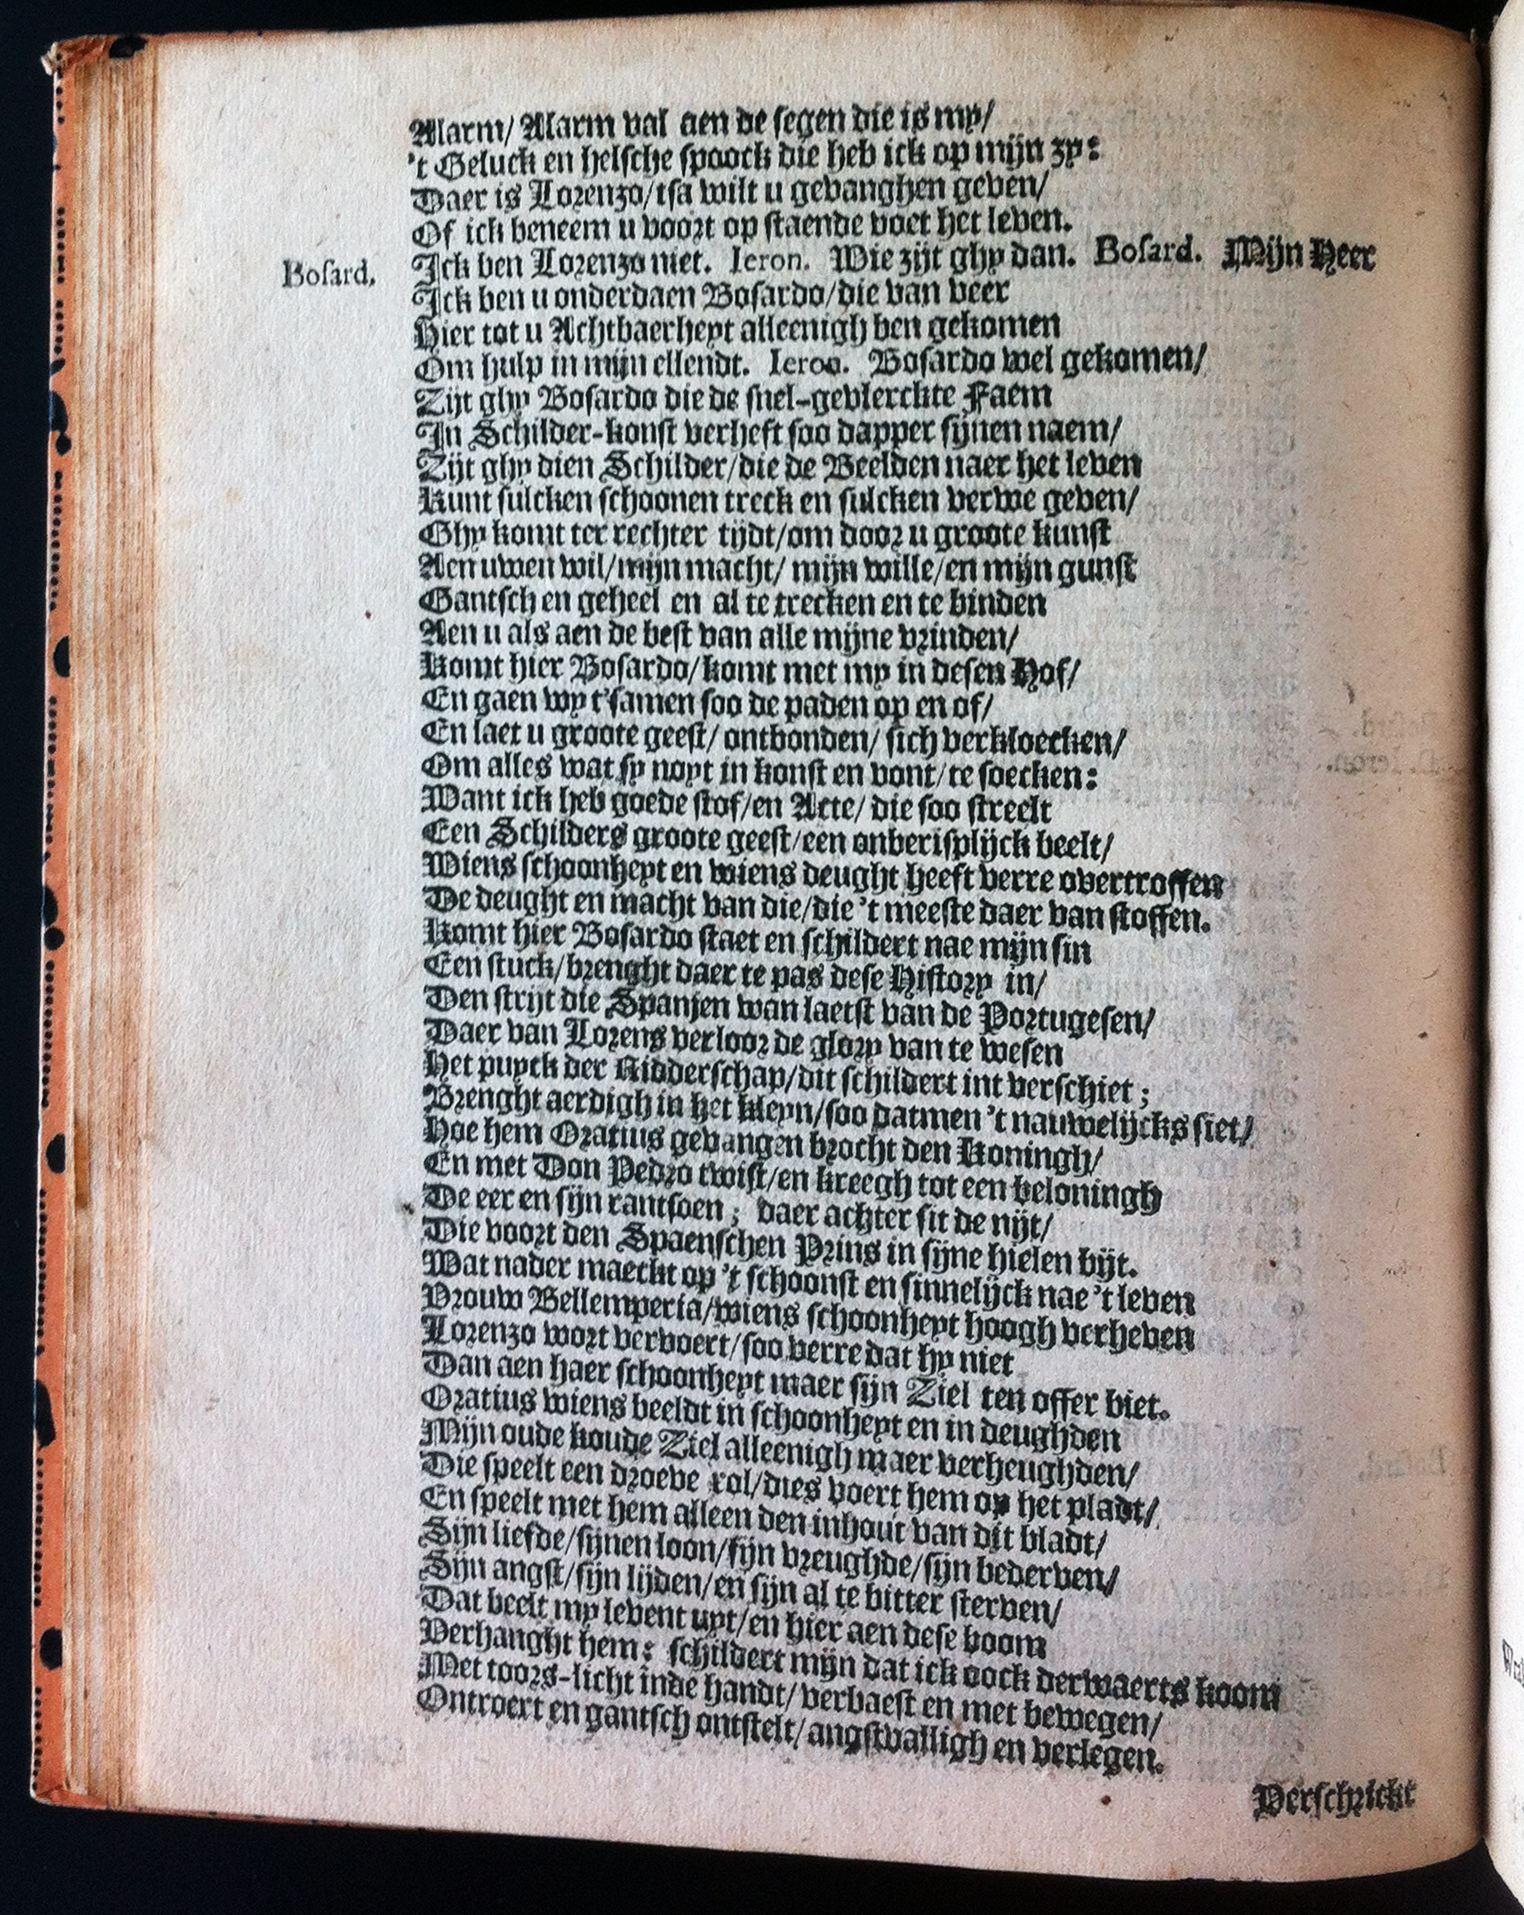 Alarm/ Alarm val aen de segen die is my/
't Geluck en helsche spoock die heb ick op mijn zy:
Daer is Lorenzo/tsa wilt u gevanghen geven/
Of ick beneem u voort op staende voet het leven.
Bosard. Ick ben Lorenzo niet. Ieron. Wie zijt ghy dan. Bosard. Mijn Heer
Ick ben u onderdaen Bosardo/die van veer
Hier tot u Achtbaerheyt alleenigh ben gekomen
Om hulp in mijn ellendt. Ieron. Bosardo wel gekomen/
Zijt ghy Bosardo die de snel-gevlerckte Faem
In Schilder-konst verheft soo dapper sijnen naem/
Zijt ghy dien Schilder/die de Beelden naer het leven
Kunt sulcken schoonen treck en sulcken verwe geven/
Ghy komt ter rechter tijdt/om door u groote kunst
Aen uwen wil/mijn macht/ mijn wille/en mijn gunst
Gantsch en geheel en al te trecken en te binden
Aen u als aen de best van alle mijne vrinden/
Komt hier Bosardo/komt met my in desen Hof/
En gaen wy t'samen soo de paden op en of/
En laet u groote geest/ ontbonden/ sich verkloecken/
Om alles wat sy noyt in konst en vont/te soecken:
Want ick heb goede stof/en Acte/ die soo streelt
Een Schilders groote geest/een onberisplijck beelt/
Wiens schoonheyt en wiens deught heeft verre overtroffen
De deught en macht van die/die 't meeste daer van stoffen.
Komt hier Bosardo staet en schildert nae mijn sin
Een stuck/brenght daer te pas dese History in/
Den strijt die Spanjen wan laetst van de Portugesen/
Daer van Lorens verloor de glory van te wesen
Het puyck der Ridderschap/dit schildert int verschiet;
Brenght aerdigh in het kleyn/soo datmen 't nauwelijcks siet/
Hoe hem Oratius gevangen brocht den Koningh/
En met Don Pedro twist/en kreegh tot een beloningh
De eer en sijn rantsoen; daer achter sit de nijt/
Die voort den Spaenschen Prins in sijne hielen bijt.
Wat nader maeckt op 't schoonst en sinnelijck nae 't leven
Vrouw Bellemperia/wiens schoonheyt hoogh verheven
Lorenzo wort vervoert/soo verre dat hy niet
Dan aen haer schoonheyt maer sijn Ziel ten offer biet.
Oratius wiens beeldt in schoonheyt en in deughden
Mijn oude koude Ziel alleenigh maer verheughden/
Die speelt een droeve rol/dies voert hem op het pladt/
En speelt met hem alleen den inhout van dit bladt/
Sijn liefde/sijnen loon/sijn vreughde/sijn bederven/
Sijn angst/sijn lijden/en sijn al te bitter sterven/
Dat beelt my levent uyt/en hier aen dese boom
Verhanght hem: schildert mijn dat ick oock derwaerts koom
Met toors-licht inde handt/verbaest en met bewegen/
Ontroert en gantsch ontstelt/angstvalligh en verlegen.
Verschrickt